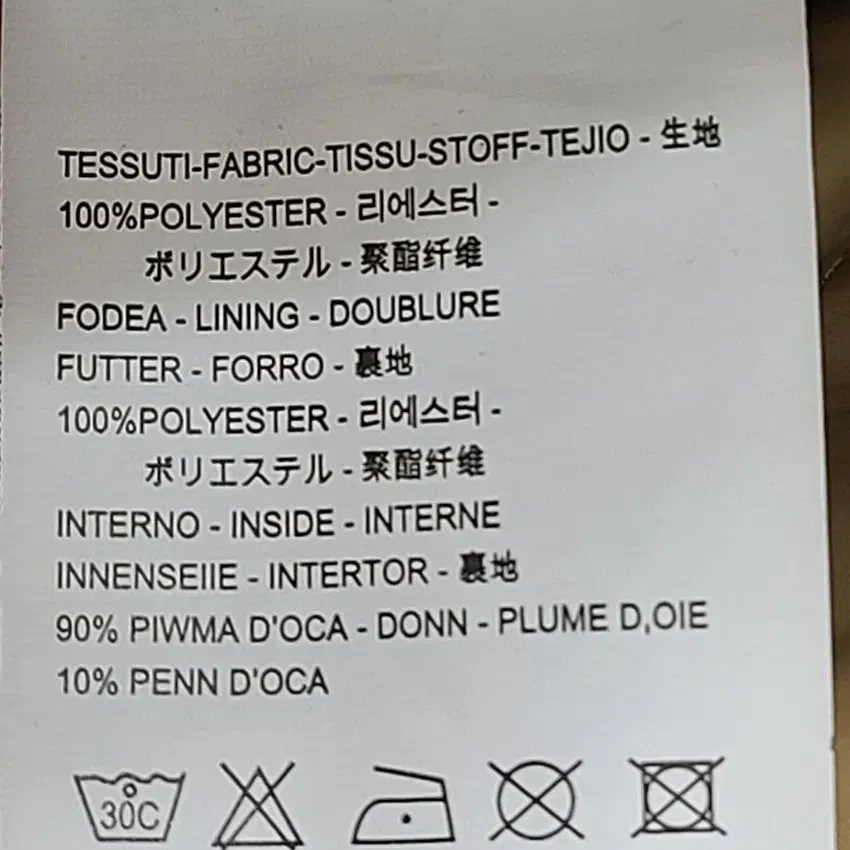 TESSUTI-FABRIC-TISSU-STOFF-TEJIO - 生地
100%POLYESTER - 리에스터 -
ポリエステル - 聚酯纤维
FODEA - LINING - DOUBLURE
FUTTER - FORRO - 裏地
100%POLYESTER - 리에스터 -
ポリエステル - 聚酯纤维
INTERNO - INSIDE - INTERNE
INNENSEIIE - INTERTOR - 裏地
90% PIWMA D'OCA - DONN - PLUME D,OIE
10% PENN D'OCA
30C